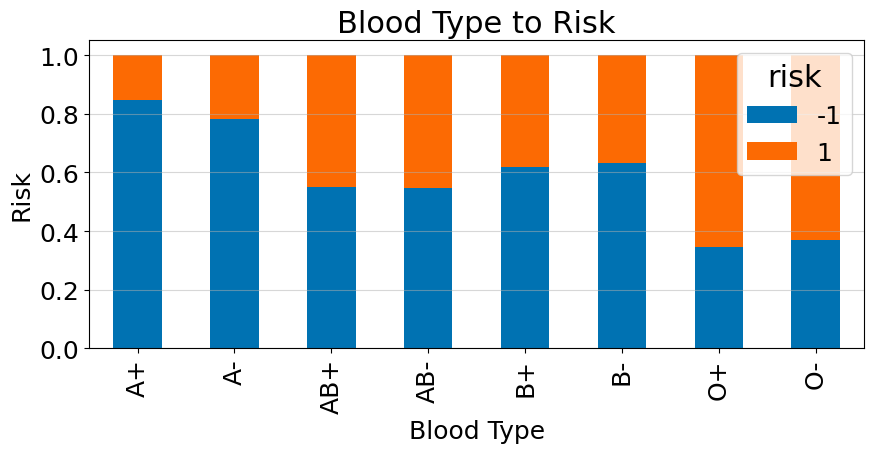 Blood Type to Risk
Risk
1.0
0.8
0.6
0.4
0.2
0.0
risk
-1
1
A+
A-
AB+
AB-
B+
B-
O+
O-
Blood Type